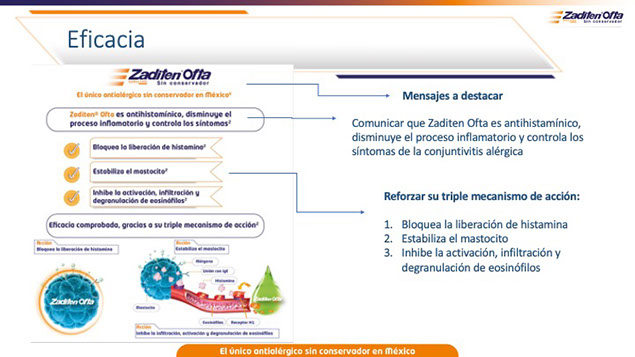 Eficacia
Zaditen Ofta
Sin conservador
Zaditen Ofta
Sin conservador
El único antialérgico sin conservador en México⁴
Zaditen® Ofta es antihistamínico, disminuye el
proceso inflamatorio y controla los síntomas²
Bloquea la liberación de histamina²
Estabiliza el mastocito²
Inhibe la activación, infiltración y
degranulación de eosinófilos²
Eficacia comprobada, gracias a su triple mecanismo de acción²
Acción
Bloquea la liberación de histamina
Zaditen Ofta
Acción
Estabiliza el mastocito
Alérgeno
Unión con IgE
Histamina
Zaditen Ofta
Mastocito
Eosinófilos
Receptor H1
Acción
Inhibe la infiltración, activación y degranulación de eosinófilos
Mensajes a destacar
Comunicar que Zaditen Ofta es antihistamínico,
disminuye el proceso inflamatorio y controla los
síntomas de la conjuntivitis alérgica
Reforzar su triple mecanismo de acción:
1. Bloquea la liberación de histamina
2. Estabiliza el mastocito
3. Inhibe la activación, infiltración y
degranulación de eosinófilos
El único antialérgico sin conservador en México